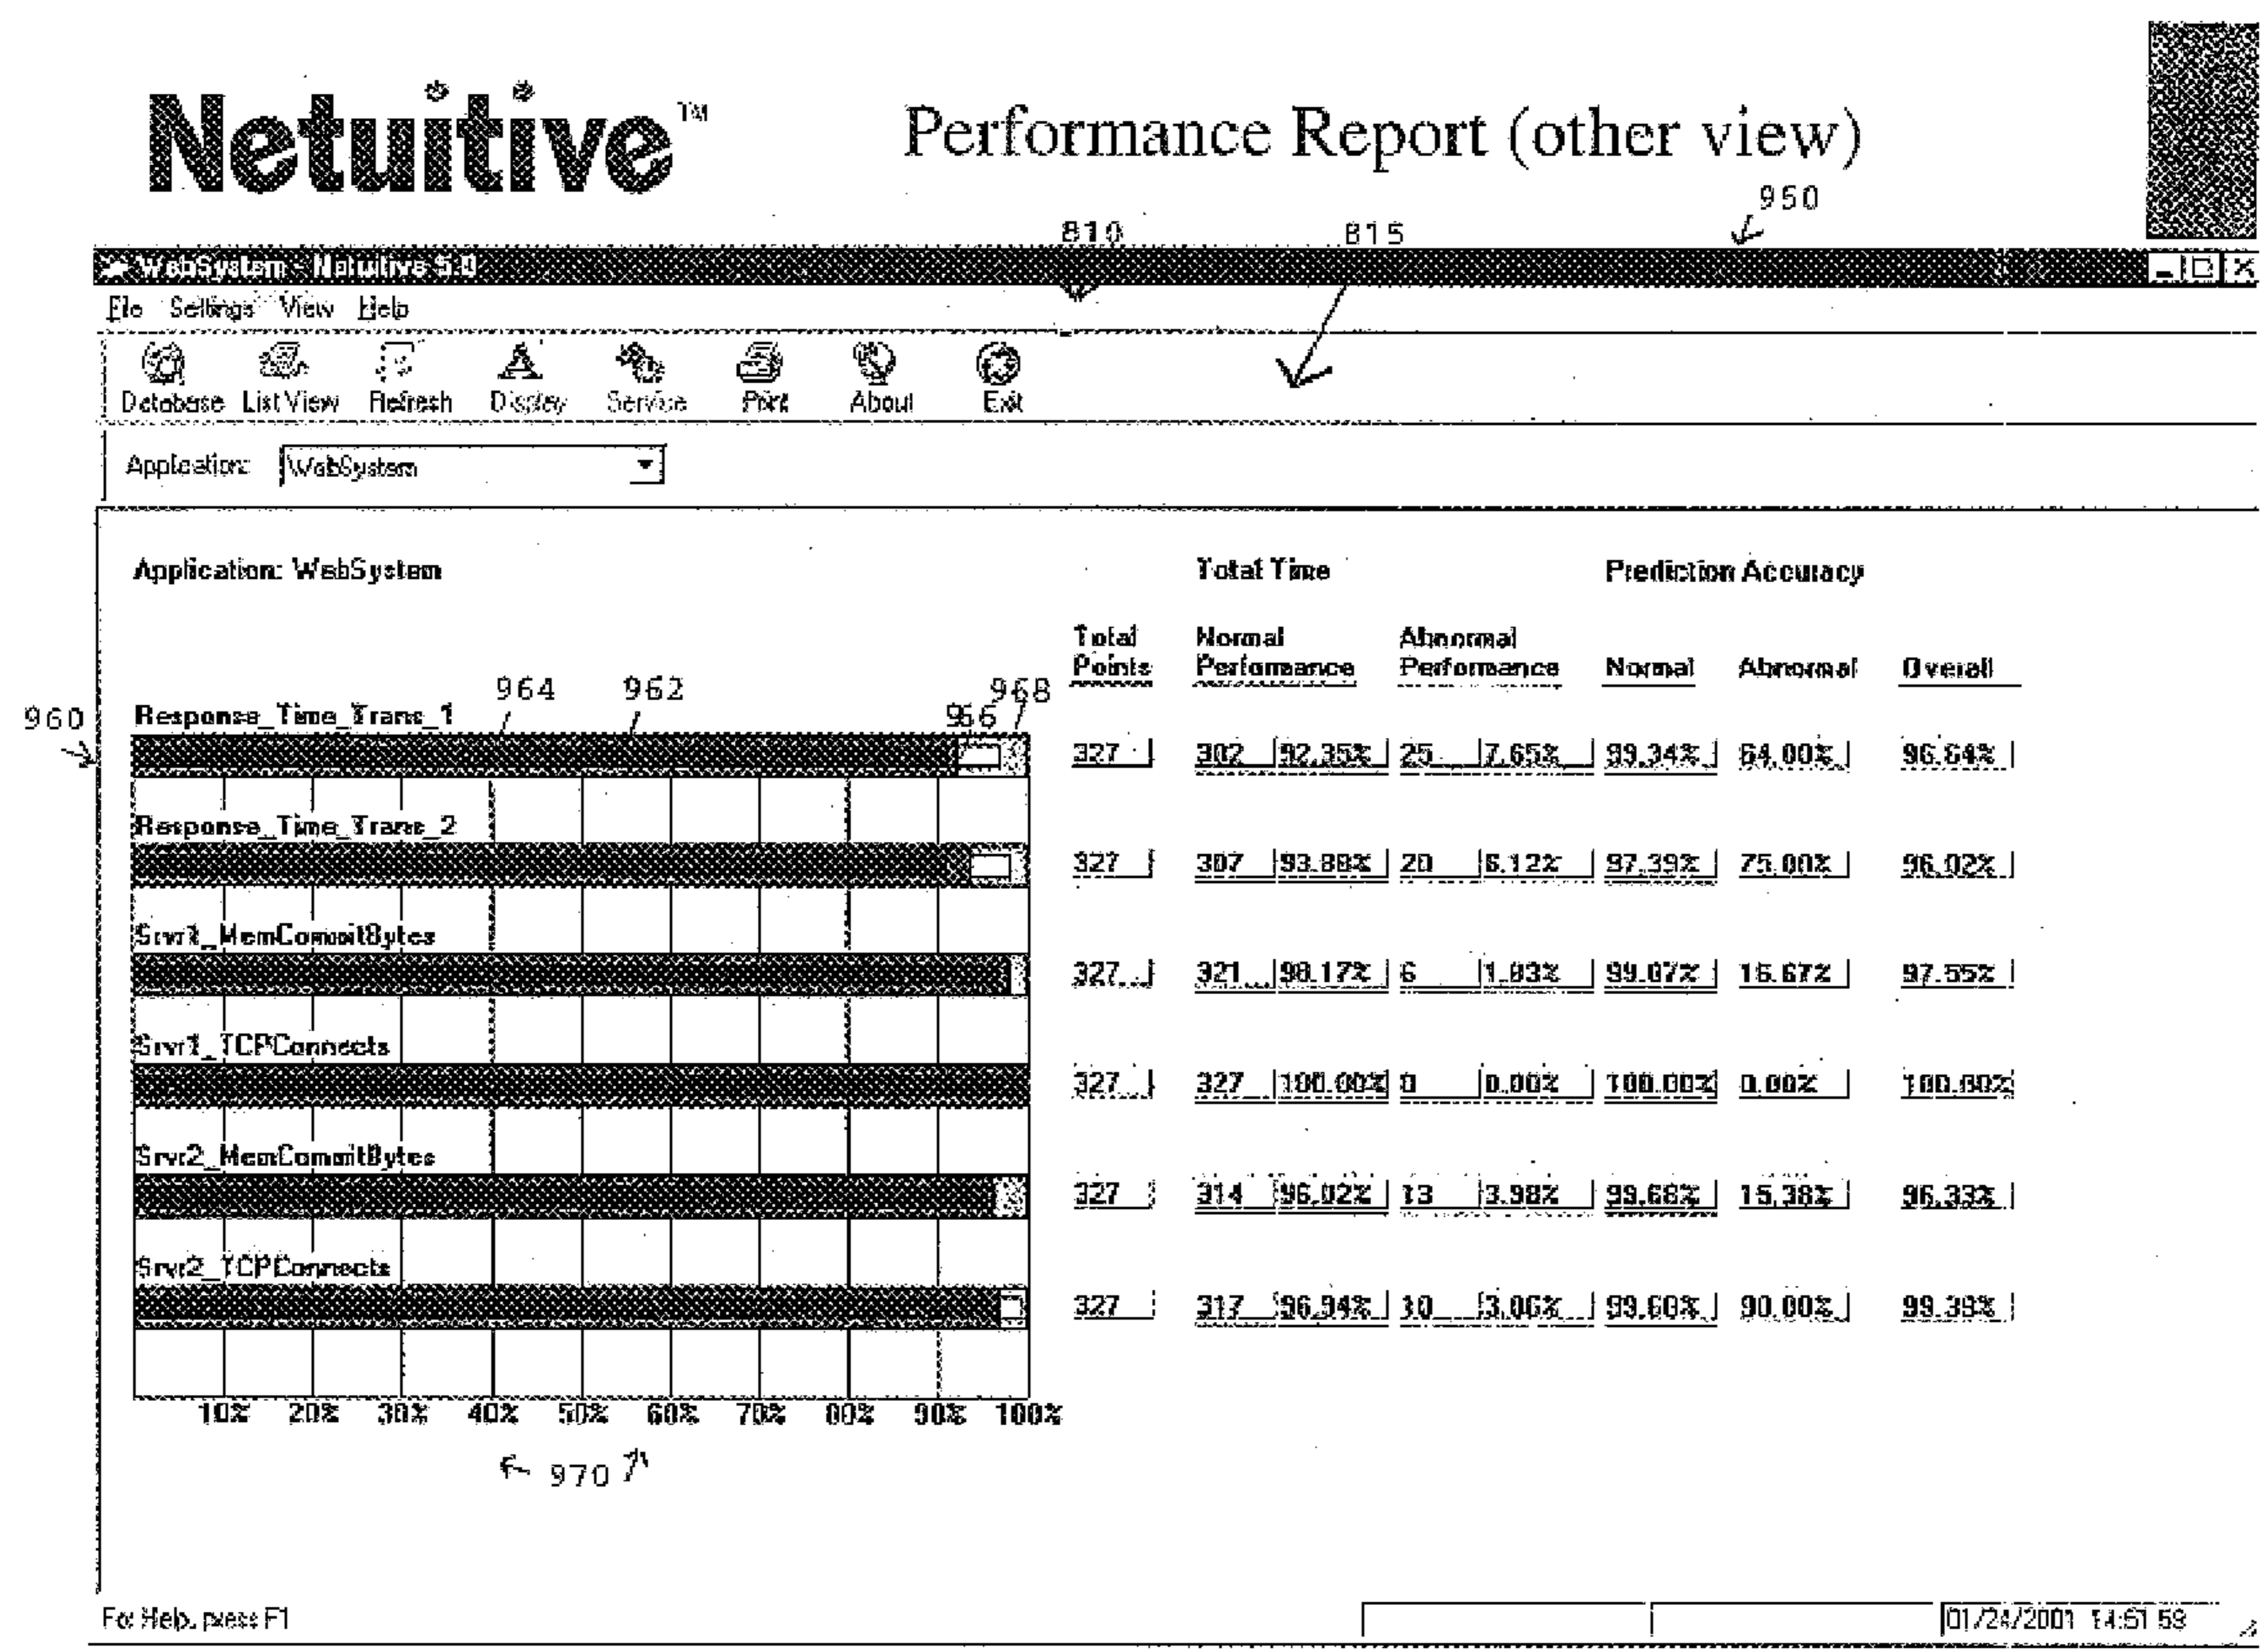 Netuitive™
Performance Report (other view)
950
810 815
WebSystem - Netuitive 5.0
File Settings View Help
Database List View Refresh Display Service Print About Exit
Application: WebSystem
Application: WebSystem Total Time Prediction Accuracy
Total Points Normal Performance Abnormal Performance Normal Abnormal Overall
960 964 962 966 968
Response_Time_Trans_1
327 302 92.35% 25 7.65% 99.34% 64.00% 96.64%
Response_Time_Trans_2
327 307 93.88% 20 6.12% 97.39% 75.00% 96.02%
Srvr1_MemCommitBytes
327 321 98.17% 6 1.83% 99.07% 16.67% 97.55%
Srvr1_TCPConnects
327 327 100.00% 0 0.00% 100.00% 0.00% 100.00%
Srvr2_MemCommitBytes
327 314 96.02% 13 3.98% 99.68% 15.38% 96.33%
Srvr2_TCPConnects
327 317 96.94% 10 3.06% 90.00% 99.39%
10% 20% 30% 40% 50% 60% 70% 80% 90% 100%
970
For Help, press F1
01/24/2001